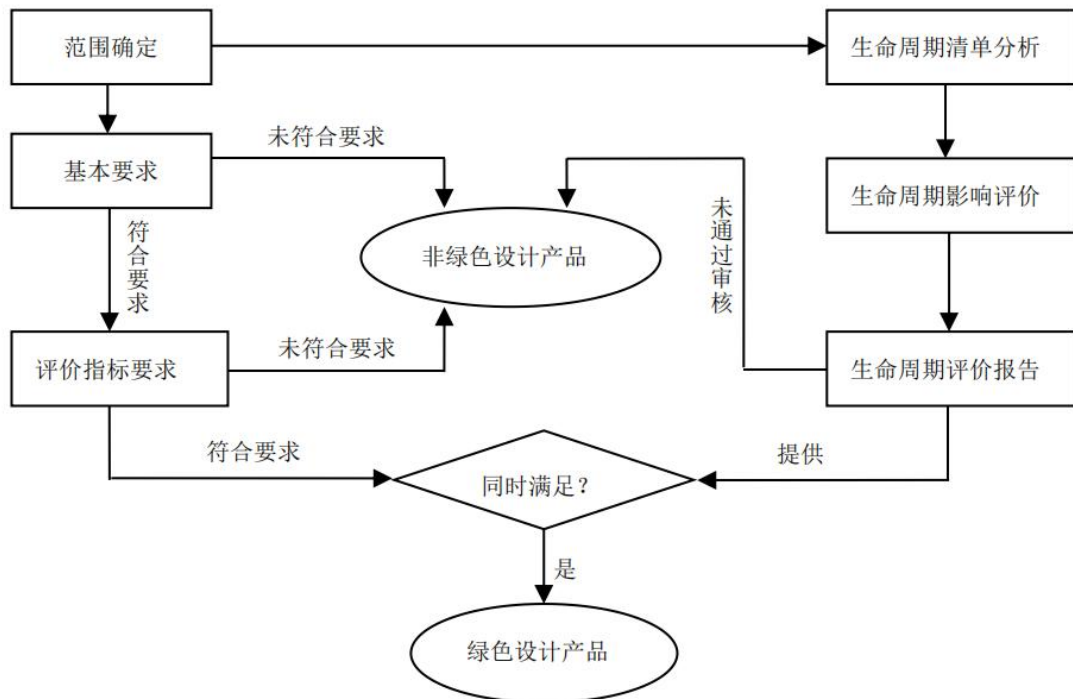 范围确定
生命周期清单分析
未符合要求
基本要求
生命周期影响评价
符合要求
未通过审核
非绿色设计产品
未符合要求
评价指标要求
生命周期评价报告
符合要求
提供
同时满足？
是
绿色设计产品